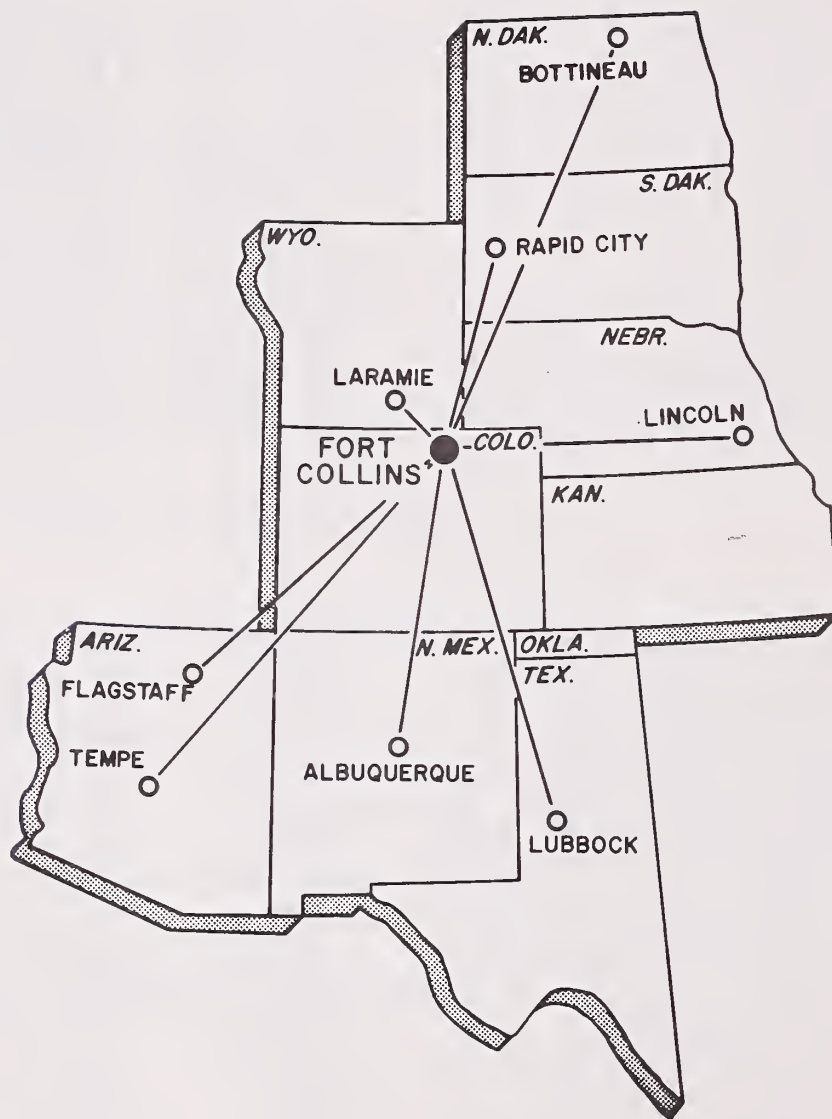 N. DAK.
BOTTINEAU
S. DAK.
RAPID CITY
WYO.
NEBR.
LARAMIE
LINCOLN
FORT
COLLINS
COLO.
KAN.
ARIZ.
N. MEX.
OKLA.
TEX.
FLAGSTAFF
TEMPE
ALBUQUERQUE
LUBBOCK